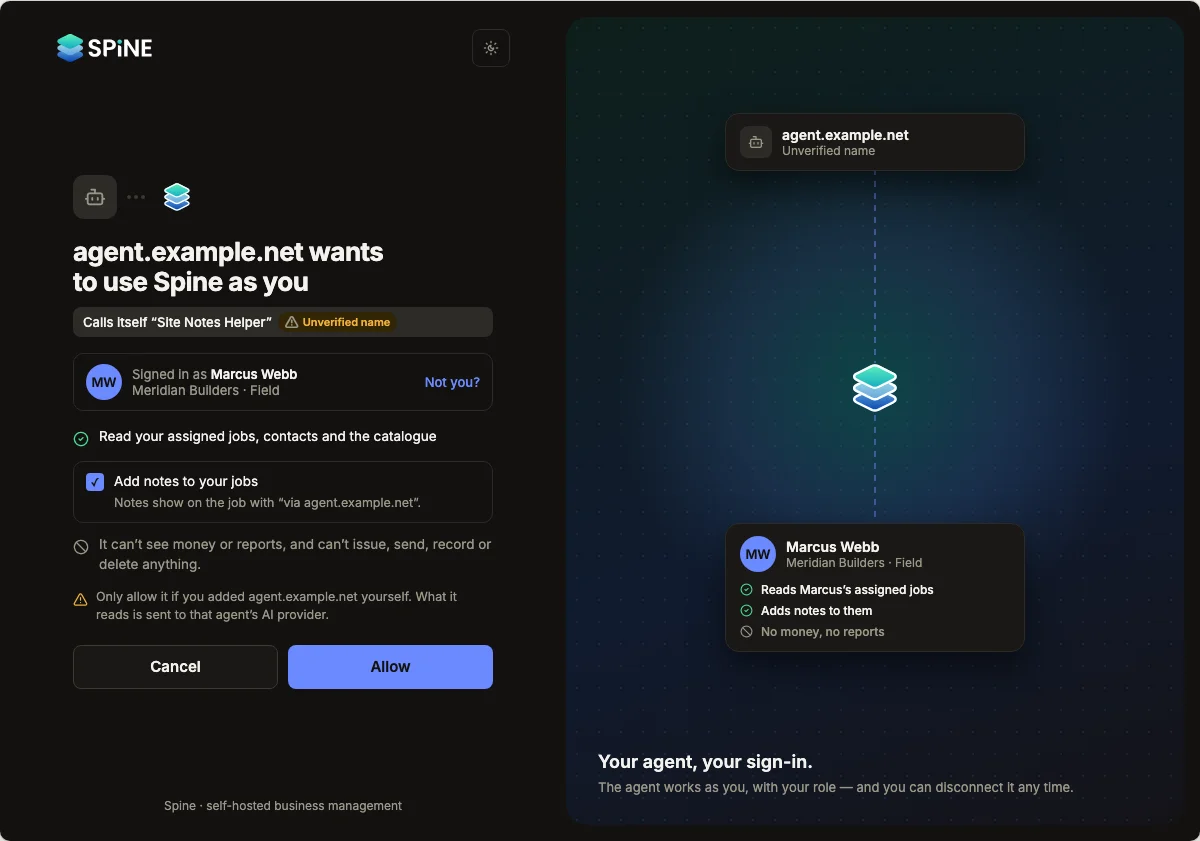 SPiNE
agent.example.net wants
to use Spine as you
Calls itself “Site Notes Helper”
Unverified name
MW
Signed in as Marcus Webb
Meridian Builders · Field
Not you?
Read your assigned jobs, contacts and the catalogue
Add notes to your jobs
Notes show on the job with “via agent.example.net”.
It can’t see money or reports, and can’t issue, send, record or
delete anything.
Only allow it if you added agent.example.net yourself. What it
reads is sent to that agent’s AI provider.
Cancel
Allow
Spine · self-hosted business management
agent.example.net
Unverified name
MW
Marcus Webb
Meridian Builders · Field
Reads Marcus’s assigned jobs
Adds notes to them
No money, no reports
Your agent, your sign-in.
The agent works as you, with your role — and you can disconnect it any time.